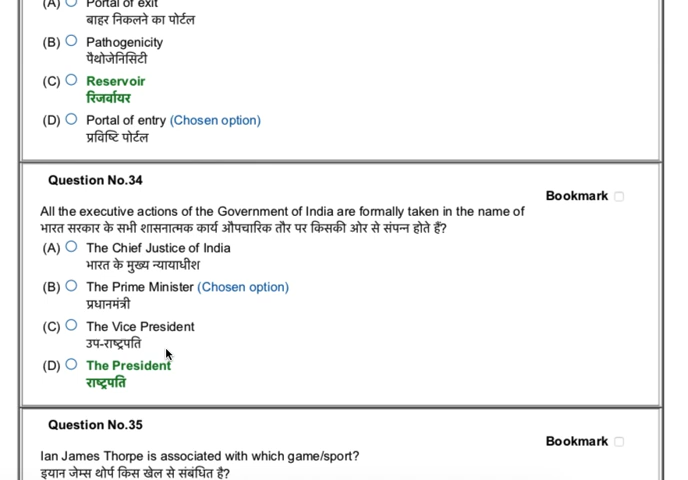 (A) Portal of exit
बाहर निकलने का पोर्टल
(B) Pathogenicity
पैथोजेनिसिटी
(C) Reservoir
रिजर्वायर
(D) Portal of entry (Chosen option)
प्रविष्टि पोर्टल
Question No.34
Bookmark
All the executive actions of the Government of India are formally taken in the name of
भारत सरकार के सभी शासनात्मक कार्य औपचारिक तौर पर किसकी ओर से संपन्न होते हैं?
(A) The Chief Justice of India
भारत के मुख्य न्यायाधीश
(B) The Prime Minister (Chosen option)
प्रधानमंत्री
(C) The Vice President
उप-राष्ट्रपति
(D) The President
राष्ट्रपति
Question No.35
Bookmark
Ian James Thorpe is associated with which game/sport?
इयान जेम्स थोर्प किस खेल से संबंधित है?